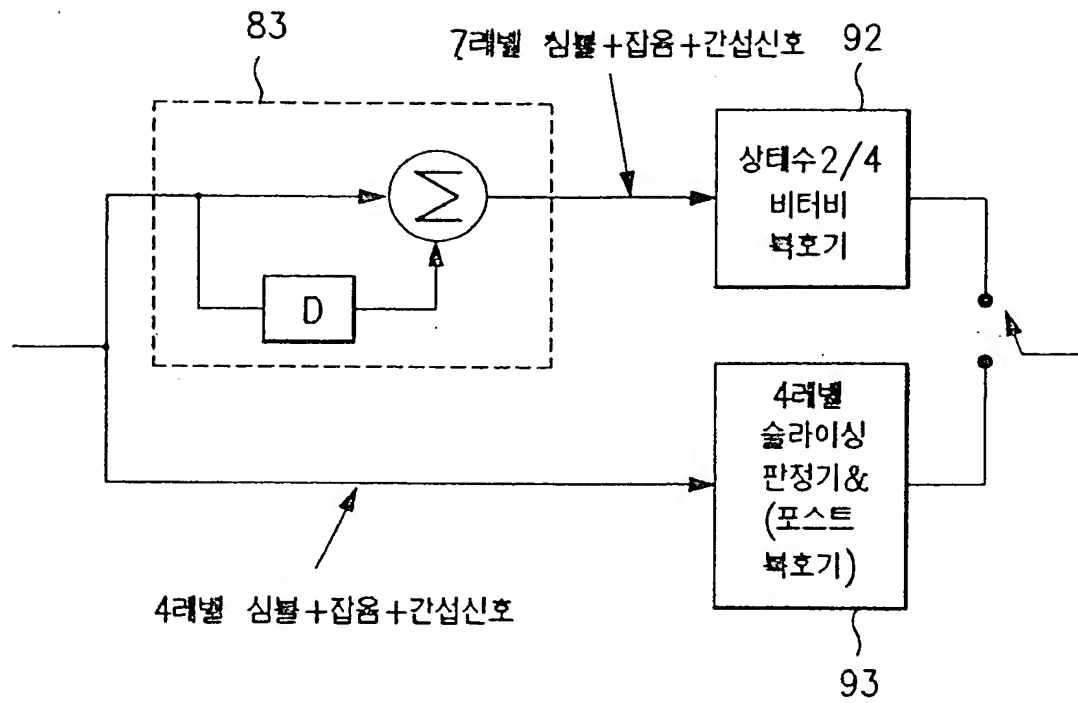 83
7레벨 심볼+잡음+간섭신호
92
Σ
D
상태수2/4
비터비
복호기
4레벨
슬라이싱
판정기&
(포스트
복호기)
4레벨 심볼+잡음+간섭신호
93